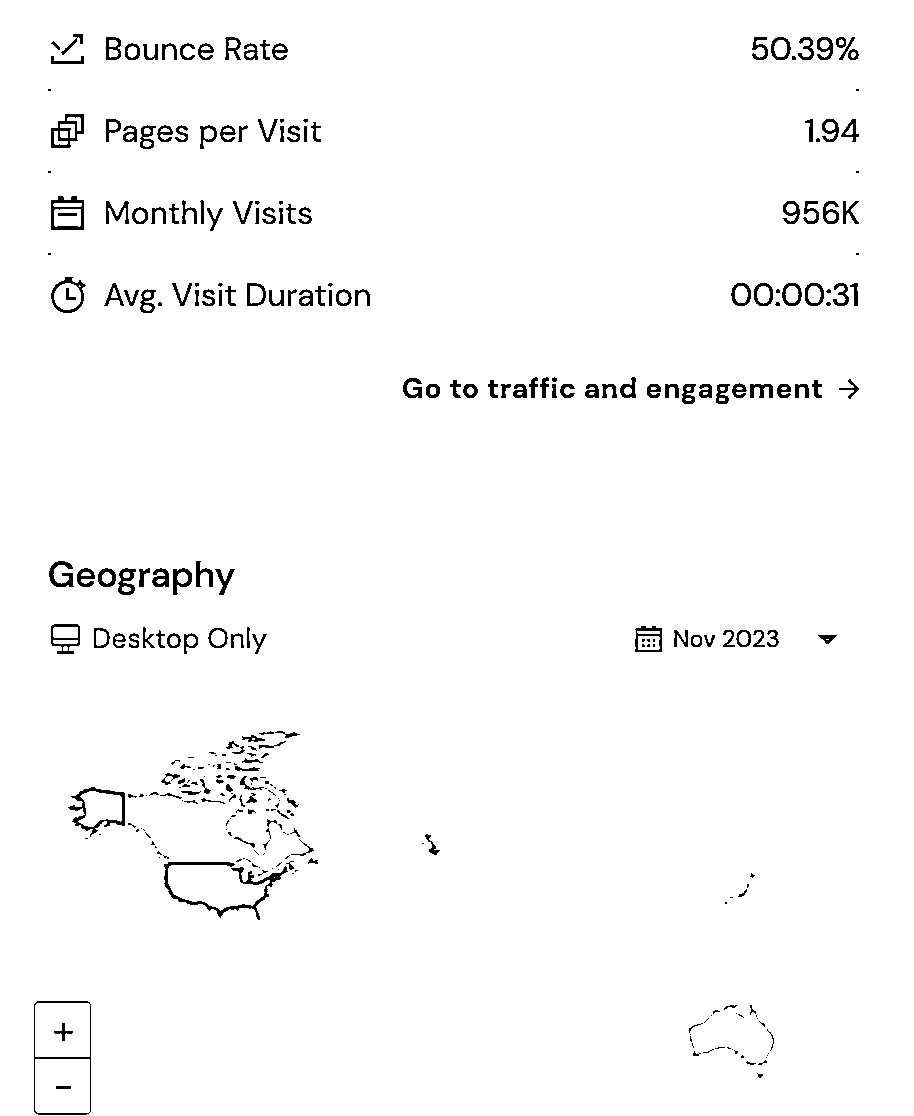 Bounce Rate 50.39%
Pages per Visit 1.94
Monthly Visits 956K
Avg. Visit Duration 00:00:31
Go to traffic and engagement →
Geography
Desktop Only Nov 2023
+
−